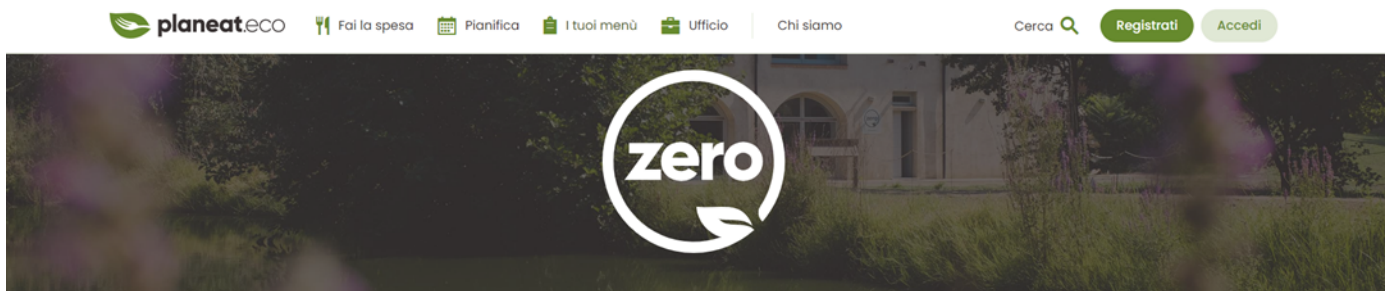 planeat.eco Fai la spesa Pianifica I tuoi menù Ufficio Chi siamo Cerca Registrati Accedi
zero